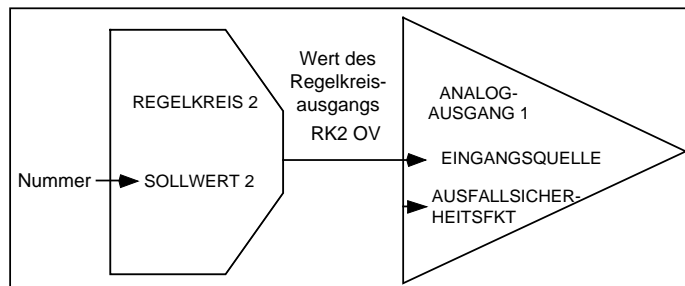 REGELKREIS 2
Nummer
SOLLWERT 2
Wert des
Regelkreis-
ausgangs
RK2 OV
ANALOG-
AUSGANG 1
EINGANGSQUELLE
AUSFALLSICHER-
HEITSFKT